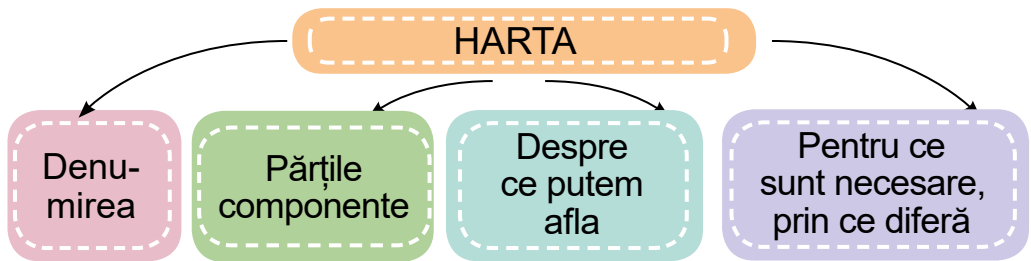 HARTA
Denu-
mirea
Părțile
componente
Despre
ce putem
afla
Pentru ce
sunt necesare,
prin ce diferă